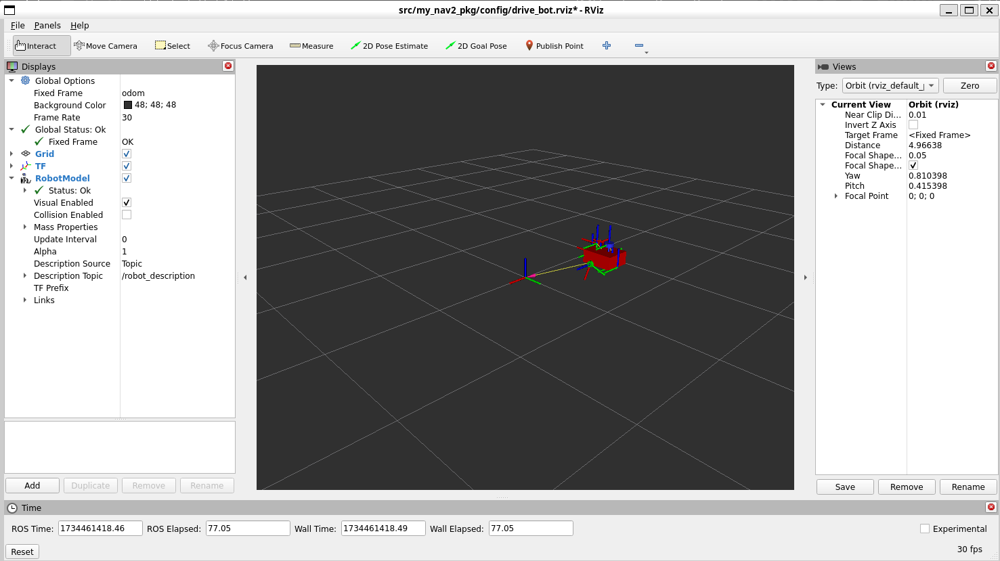 src/my_nav2_pkg/config/drive_bot.rviz* - RViz
File Panels Help
Interact Move Camera Select Focus Camera Measure 2D Pose Estimate 2D Goal Pose Publish Point
Displays
Global Options
Fixed Frame odom
Background Color 48; 48; 48
Frame Rate 30
Global Status: Ok
Fixed Frame OK
Grid
TF
RobotModel
Status: Ok
Visual Enabled
Collision Enabled
Mass Properties
Update Interval 0
Alpha 1
Description Source Topic
Description Topic /robot_description
TF Prefix
Links
Add Duplicate Remove Rename
Views
Type: Orbit (rviz_default_ Zero
Current View Orbit (rviz)
Near Clip Di... 0.01
Invert Z Axis
Target Frame <Fixed Frame>
Distance 4.96638
Focal Shape... 0.05
Focal Shape...
Yaw 0.810398
Pitch 0.415398
Focal Point 0; 0; 0
Save Remove Rename
Time
ROS Time: 1734461418.46 ROS Elapsed: 77.05 Wall Time: 1734461418.49 Wall Elapsed: 77.05 Experimental
Reset 30 fps